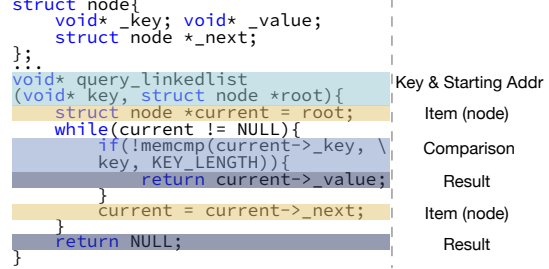 struct node{
void* _key; void* _value;
struct node *_next;
};
...
void* query_linkedlist
(void* key, struct node *root){
Key & Starting Addr
struct node *current = root;
Item (node)
while(current != NULL){
if(!memcmp(current->_key, \
key, KEY_LENGTH)){
Comparison
return current->_value;
Result
}
current = current->_next;
Item (node)
}
return NULL;
Result
}